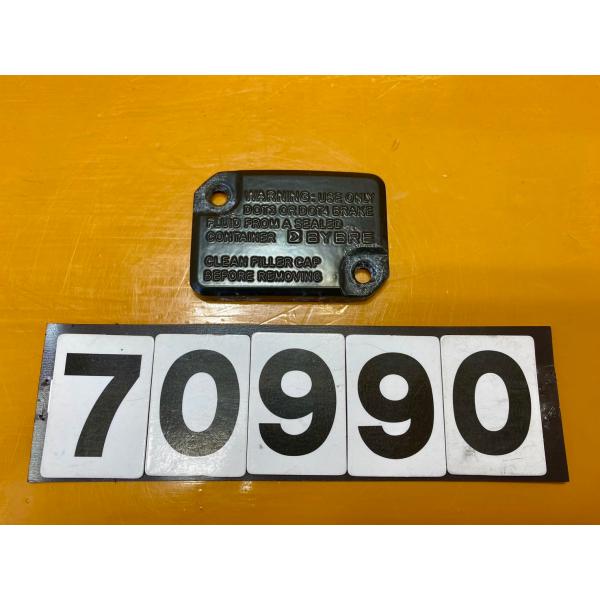 WARNING: USE ONLY
DOT3 OR DOT4 BRAKE
FLUID FROM A SEALED
CONTAINER BYBRE
CLEAN FILLER CAP
BEFORE REMOVING
70990